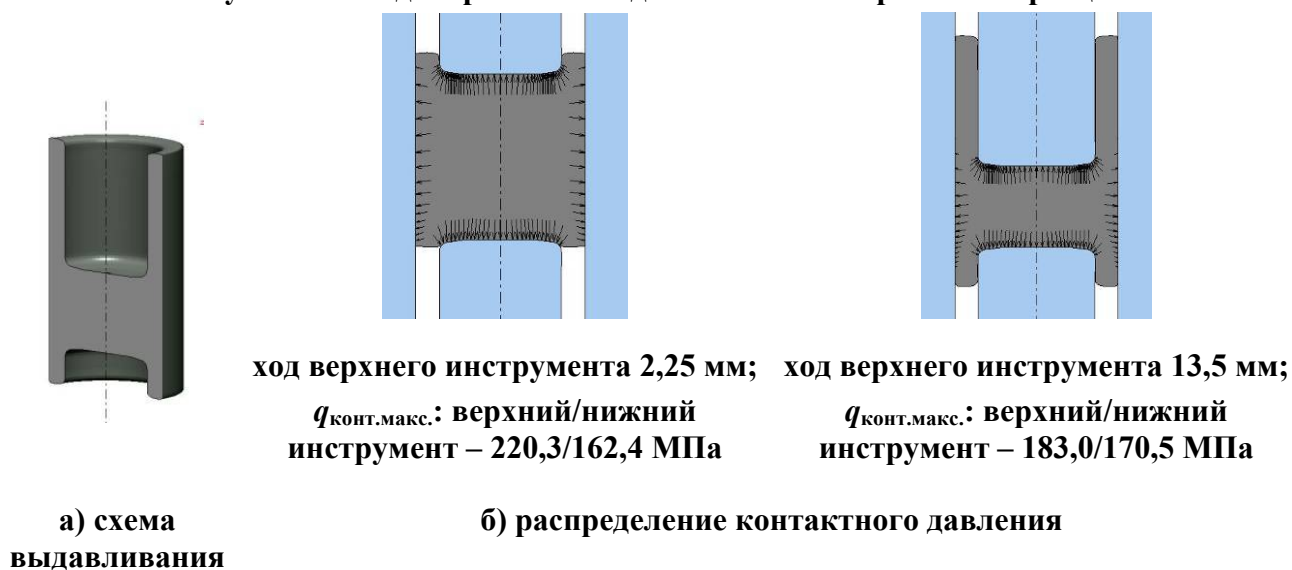 ход верхнего инструмента 2,25 мм; ход верхнего инструмента 13,5 мм;
qконт.макс.: верхний/нижний qконт.макс.: верхний/нижний
инструмент – 220,3/162,4 МПа инструмент – 183,0/170,5 МПа
а) схема б) распределение контактного давления
выдавливания